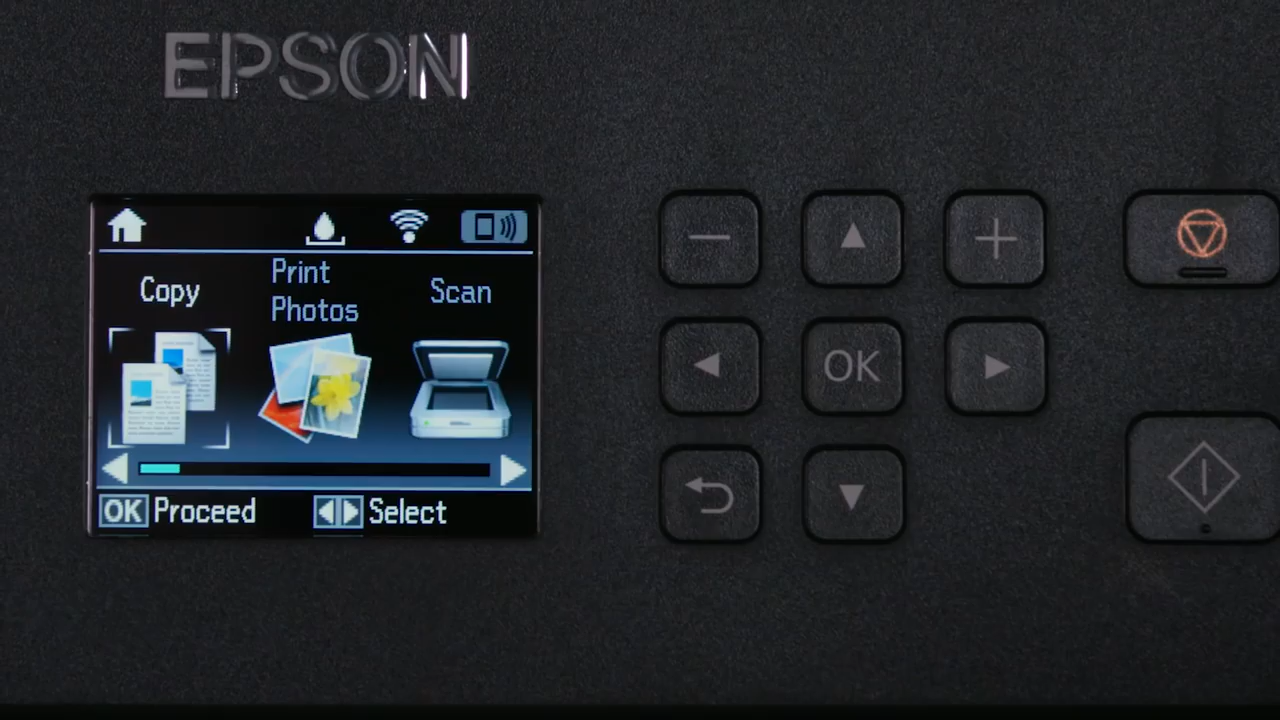 EPSON
Copy
Print
Photos
Scan
OK Proceed
Select
OK